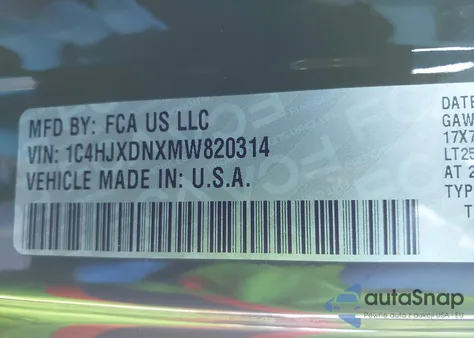 MFD BY: FCA US LLC
VIN: 1C4HJXDNXMW820314
VEHICLE MADE IN: U.S.A.
DATE
GAW
17X7
LT25
AT 2
TYP
T
autoSnap